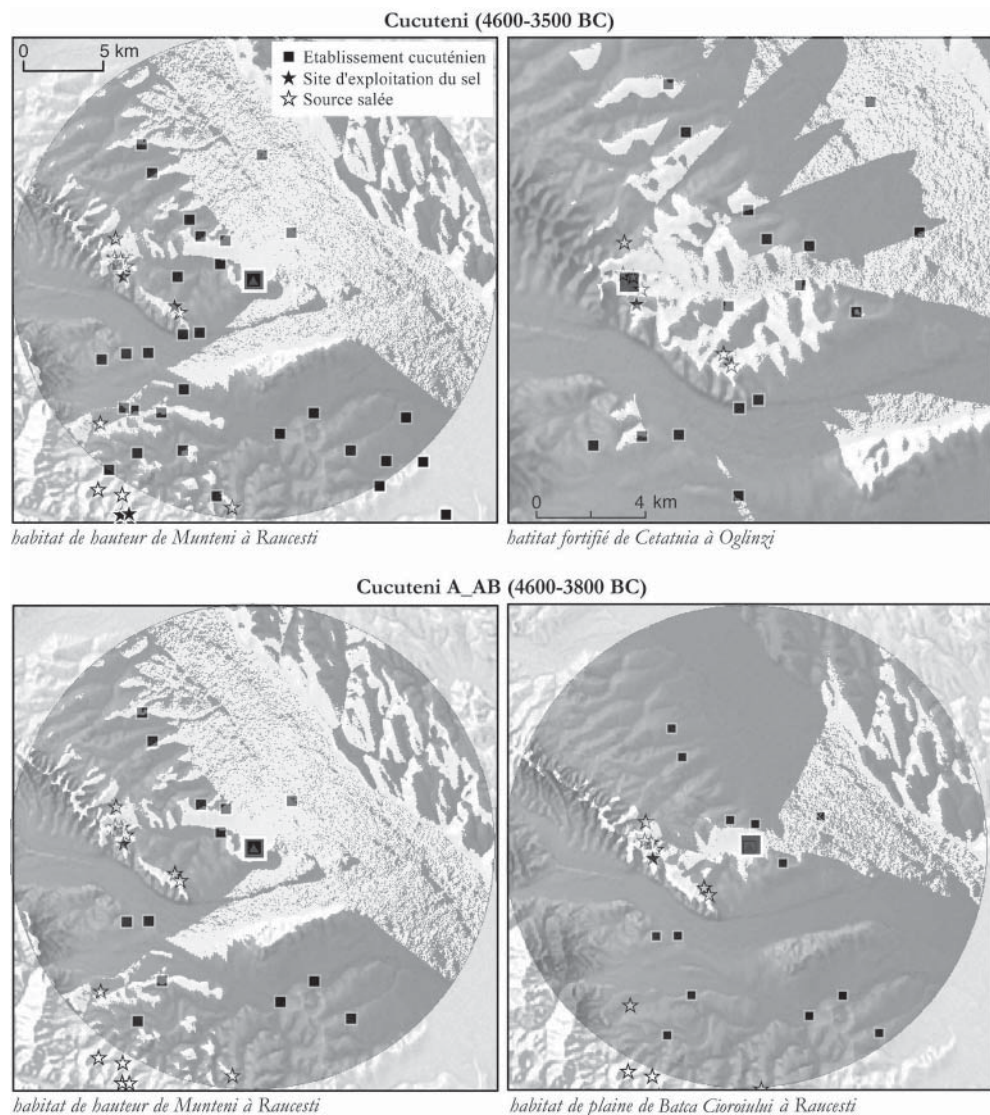 Cucuteni (4600-3500 BC)
0 5 km
Etablissement cucuténien
Site d'exploitation du sel
Source salée
0 4 km
habitat de hauteur de Munteni à Raucesti
hatitat fortifié de Cetatuia à Oglinzi
Cucuteni A_AB (4600-3800 BC)
habitat de hauteur de Munteni à Raucesti
habitat de plaine de Batca Cioroiului à Raucesti